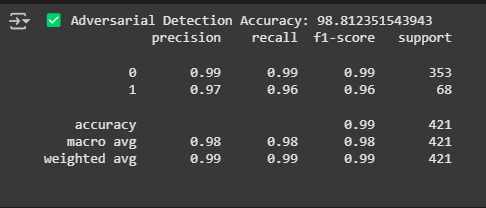 Adversarial Detection Accuracy: 98.812351543943
precision recall f1-score support
0 0.99 0.99 0.99 353
1 0.97 0.96 0.96 68
accuracy 0.99 421
macro avg 0.98 0.98 0.98 421
weighted avg 0.99 0.99 0.99 421